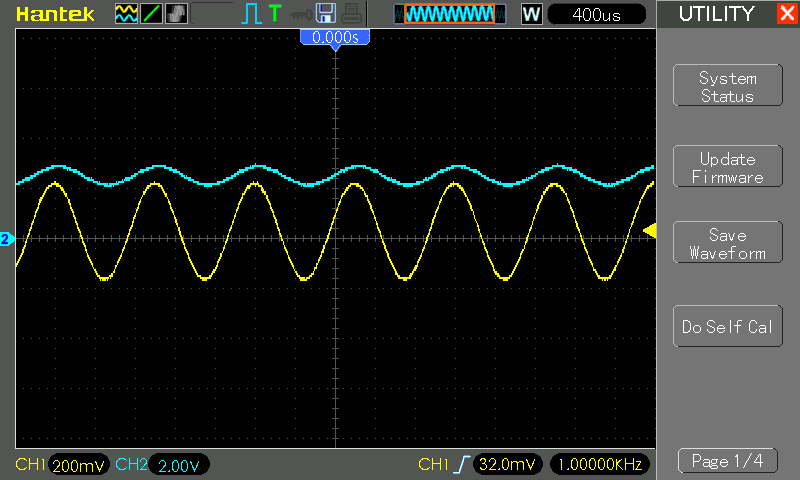 Hantek
T
W
400us
UTILITY
X
0.000s
System
Status
Update
Firmware
Save
Waveform
Do Self Cal
Page 1/4
2
CH1 200mV CH2 2.00V CH1 32.0mV 1.00000KHz